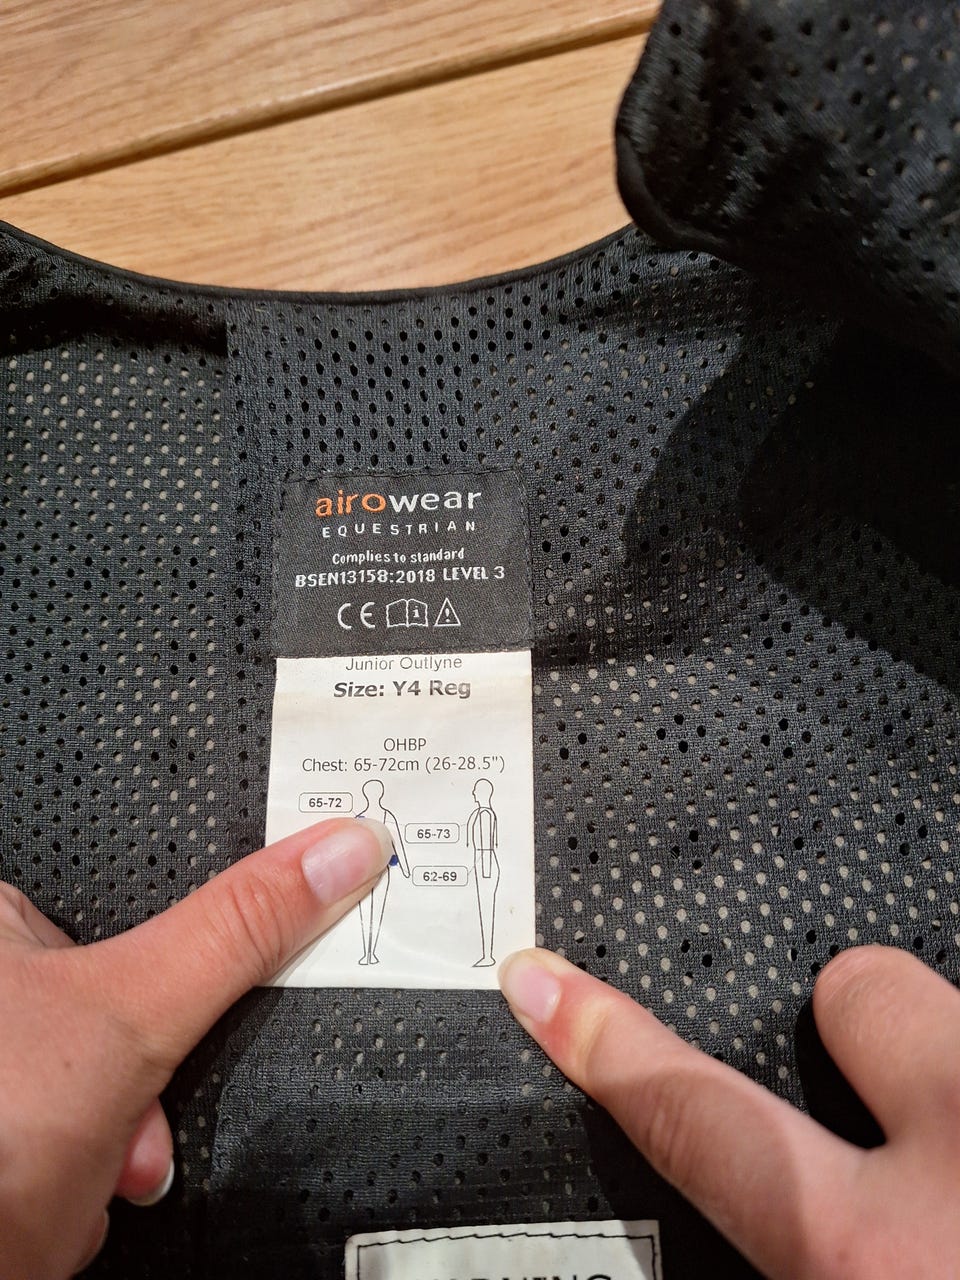 airowear
EQUESTRIAN
Complies to standard
BSEN13158:2018 LEVEL 3
CE
Junior Outlyne
Size: Y4 Reg
OHBP
Chest: 65-72cm (26-28.5")
65-72
65-73
62-69